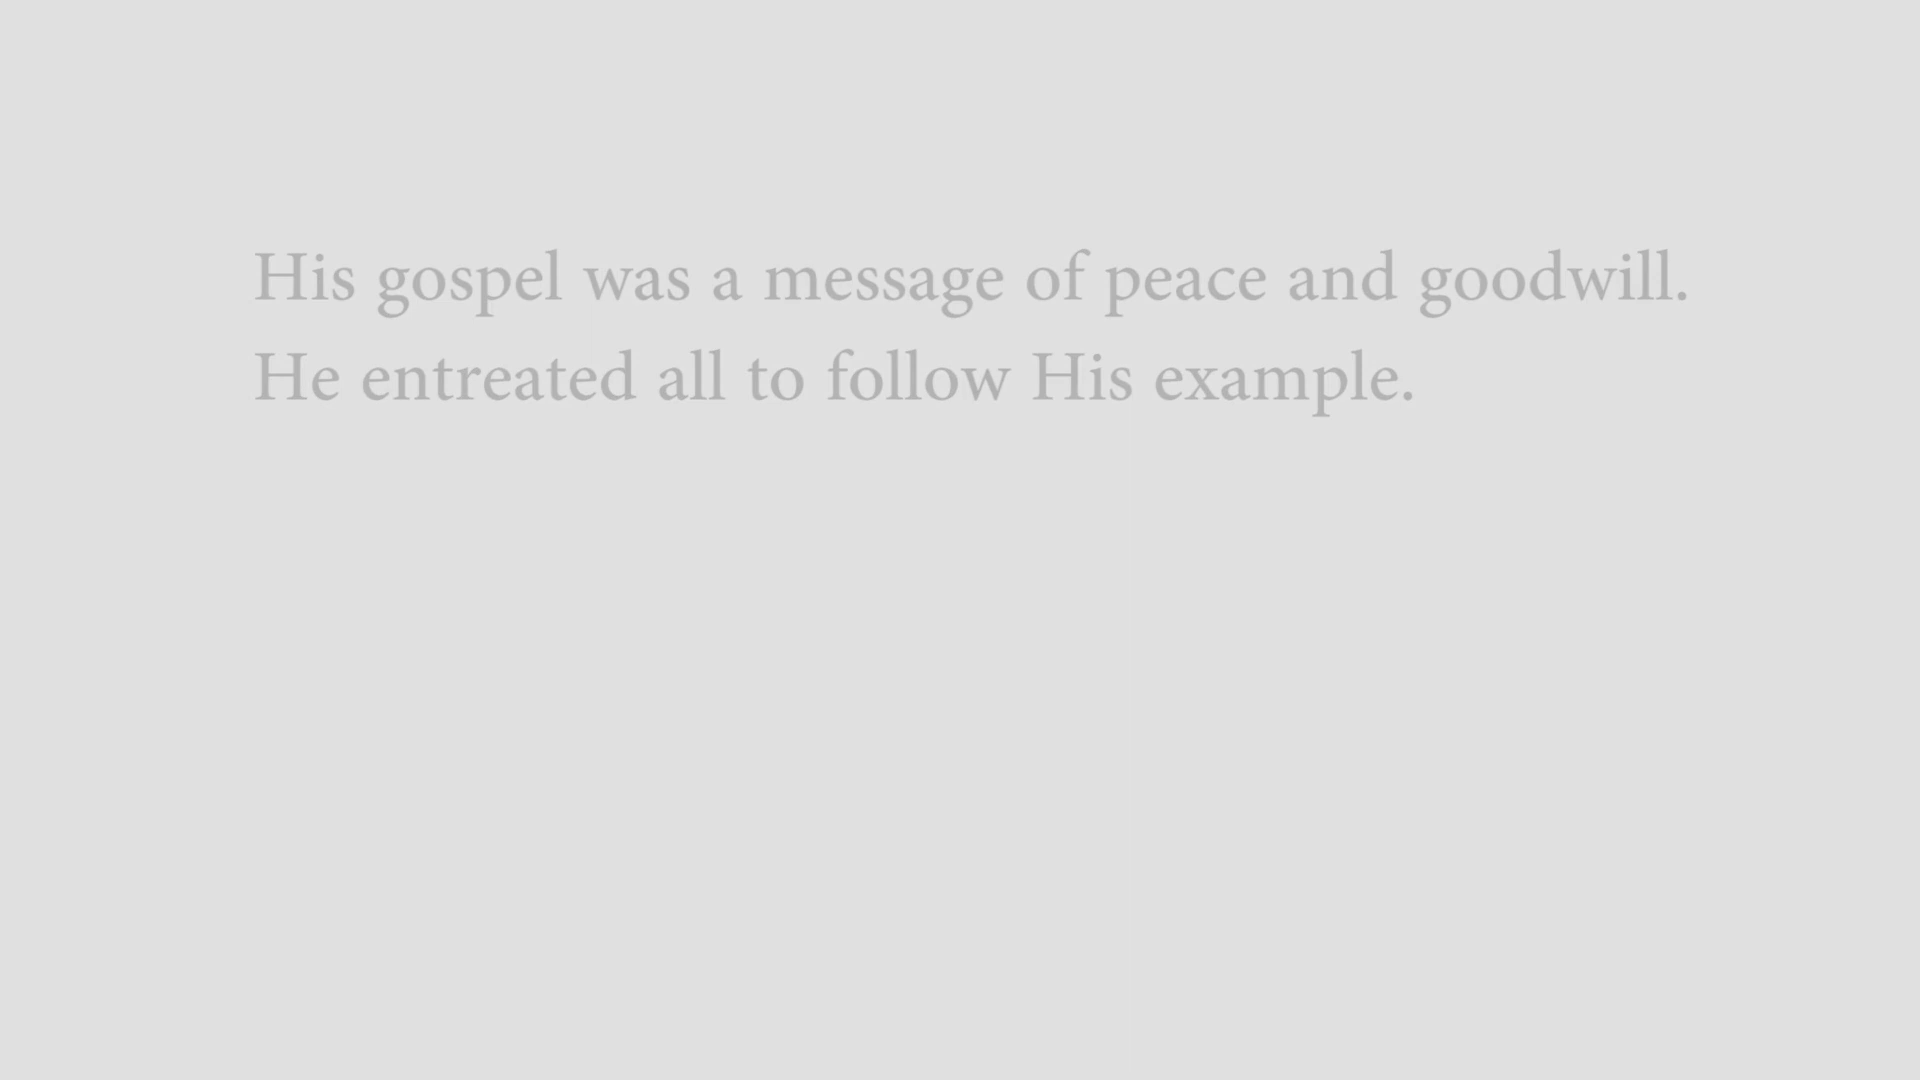 His gospel was a message of peace and goodwill.
He entreated all to follow His example.